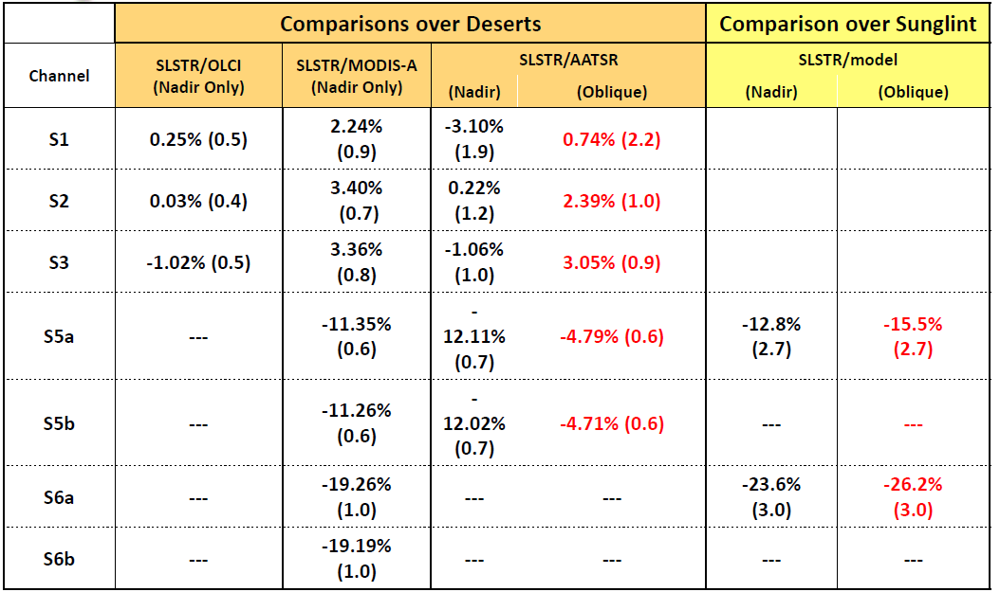 Comparisons over Deserts Comparison over Sunglint
Channel SLSTR/OLCI (Nadir Only) SLSTR/MODIS-A (Nadir Only) SLSTR/AATSR SLSTR/model
(Nadir) (Oblique) (Nadir) (Oblique)
S1 0.25% (0.5) 2.24% (0.9) -3.10% (1.9) 0.74% (2.2)
S2 0.03% (0.4) 3.40% (0.7) 0.22% (1.2) 2.39% (1.0)
S3 -1.02% (0.5) 3.36% (0.8) -1.06% (1.0) 3.05% (0.9)
S5a --- -11.35% (0.6) -12.11% (0.7) -4.79% (0.6) -12.8% (2.7) -15.5% (2.7)
S5b --- -11.26% (0.6) -12.02% (0.7) -4.71% (0.6) --- ---
S6a --- -19.26% (1.0) --- --- -23.6% (3.0) -26.2% (3.0)
S6b --- -19.19% (1.0) --- --- --- ---